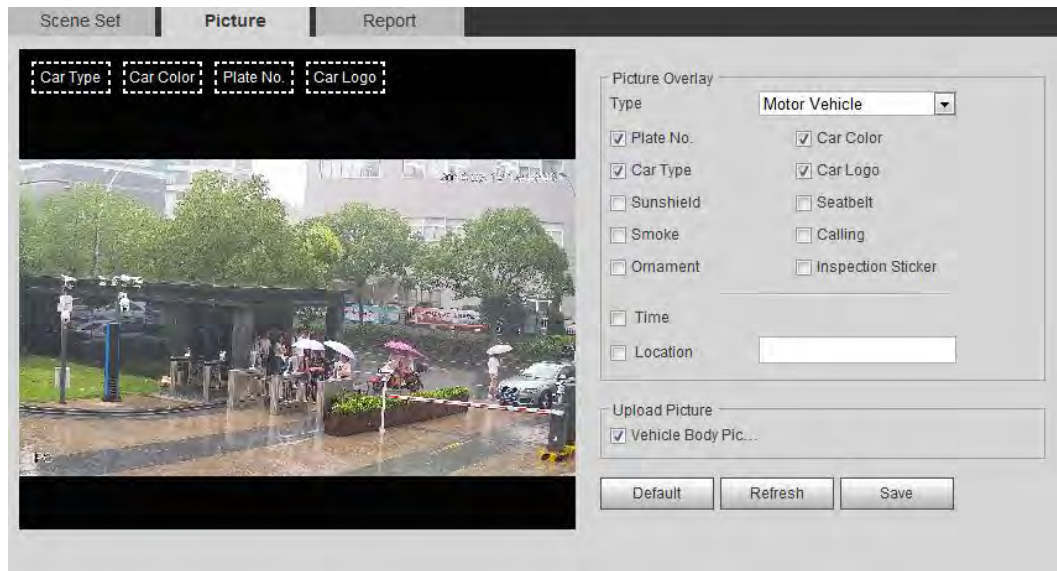 Scene Set Picture Report
Car Type Car Color Plate No. Car Logo
Picture Overlay
Type Motor Vehicle
Plate No. Car Color
Car Type Car Logo
Sunshield Seatbelt
Smoke Calling
Ornament Inspection Sticker
Time
Location
Upload Picture
Vehicle Body Pic...
Default Refresh Save